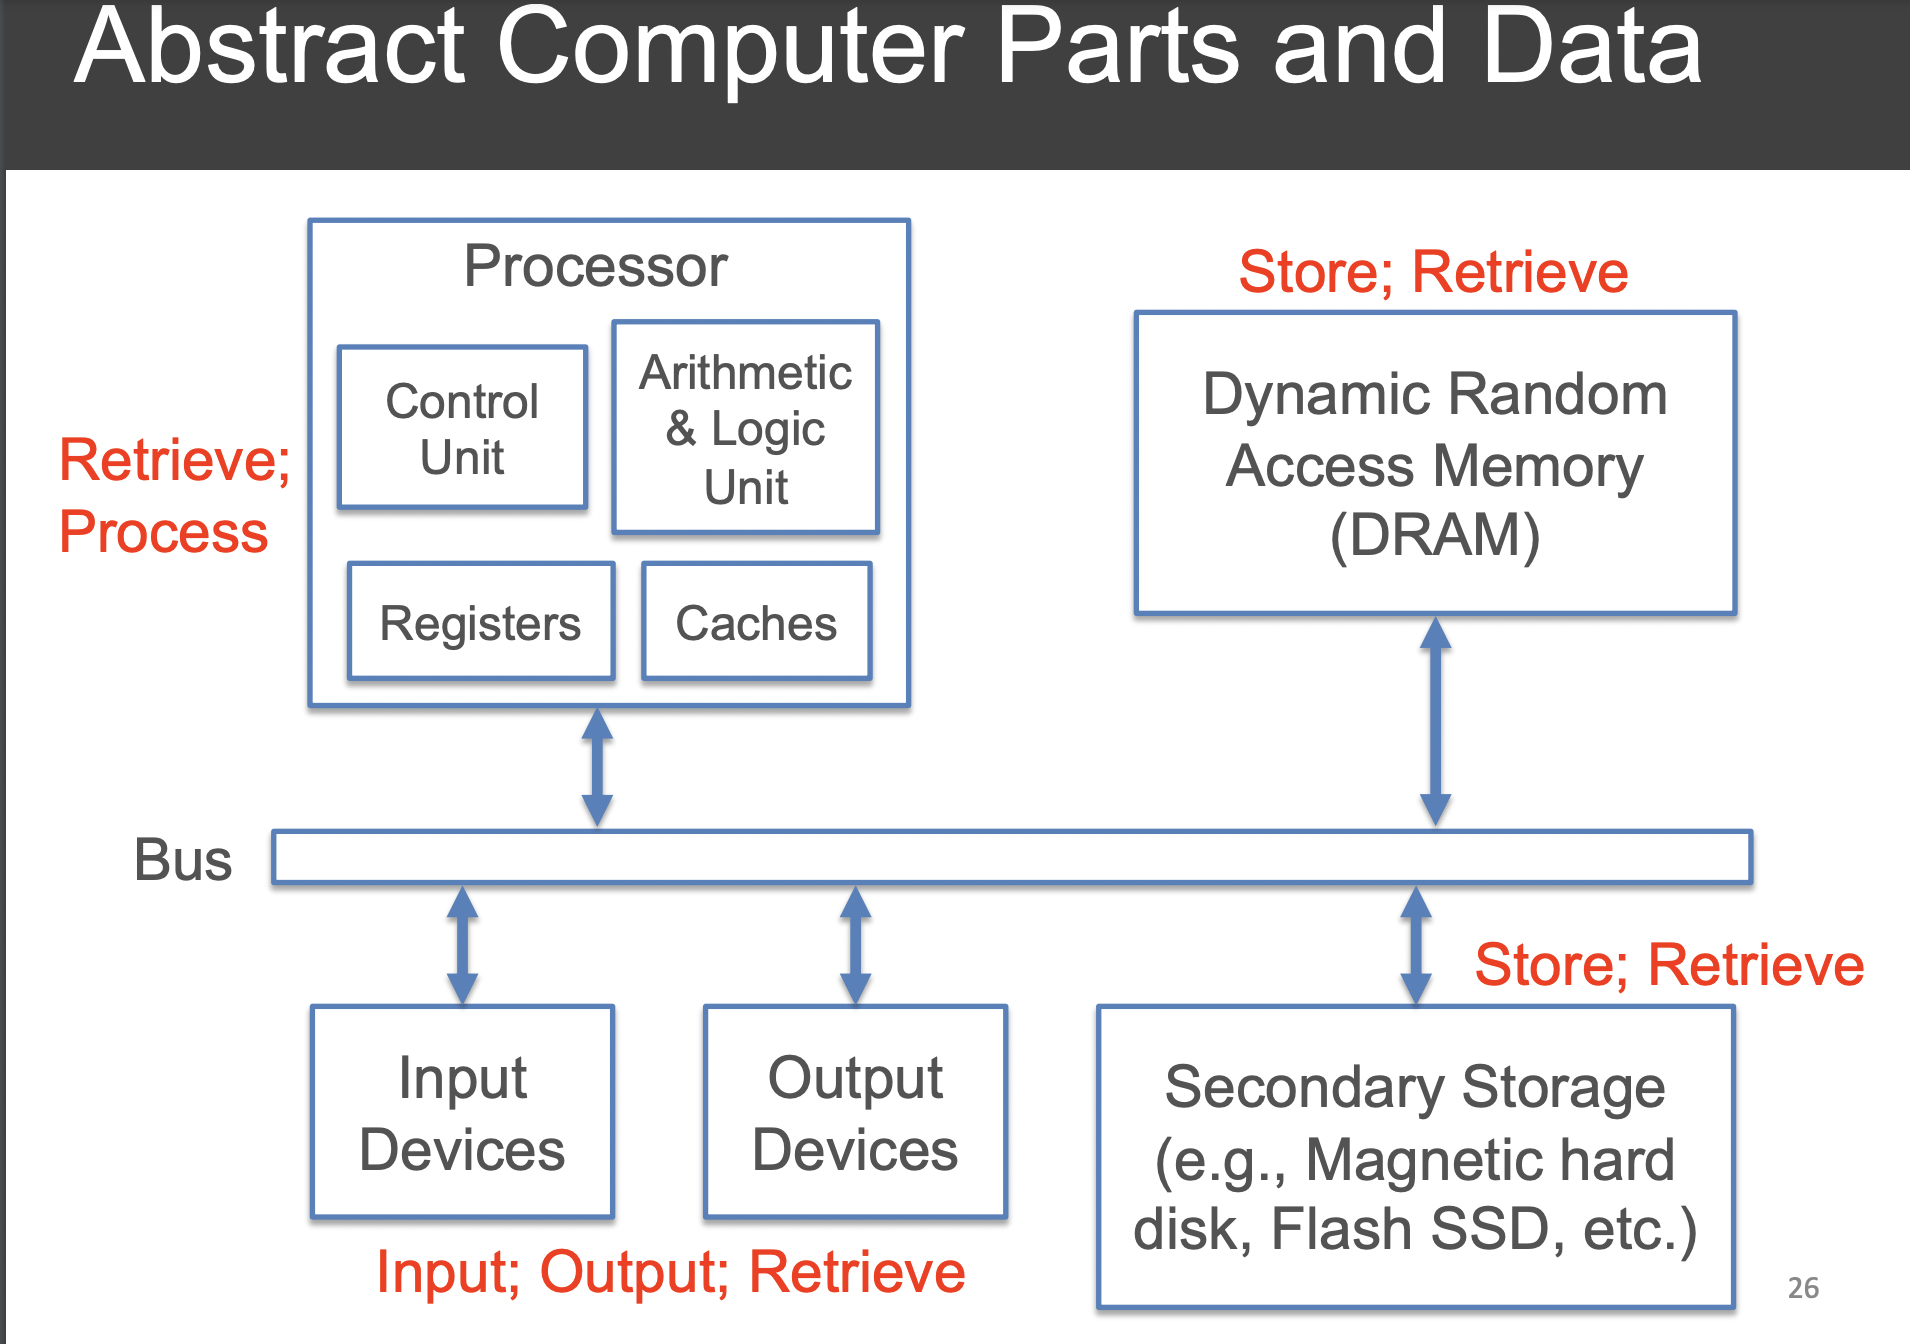 Abstract Computer Parts and Data
Processor
Control
Unit
Arithmetic
& Logic
Unit
Registers
Caches
Retrieve;
Process
Store; Retrieve
Dynamic Random
Access Memory
(DRAM)
Bus
Input
Devices
Output
Devices
Input; Output; Retrieve
Store; Retrieve
Secondary Storage
(e.g., Magnetic hard
disk, Flash SSD, etc.)
26